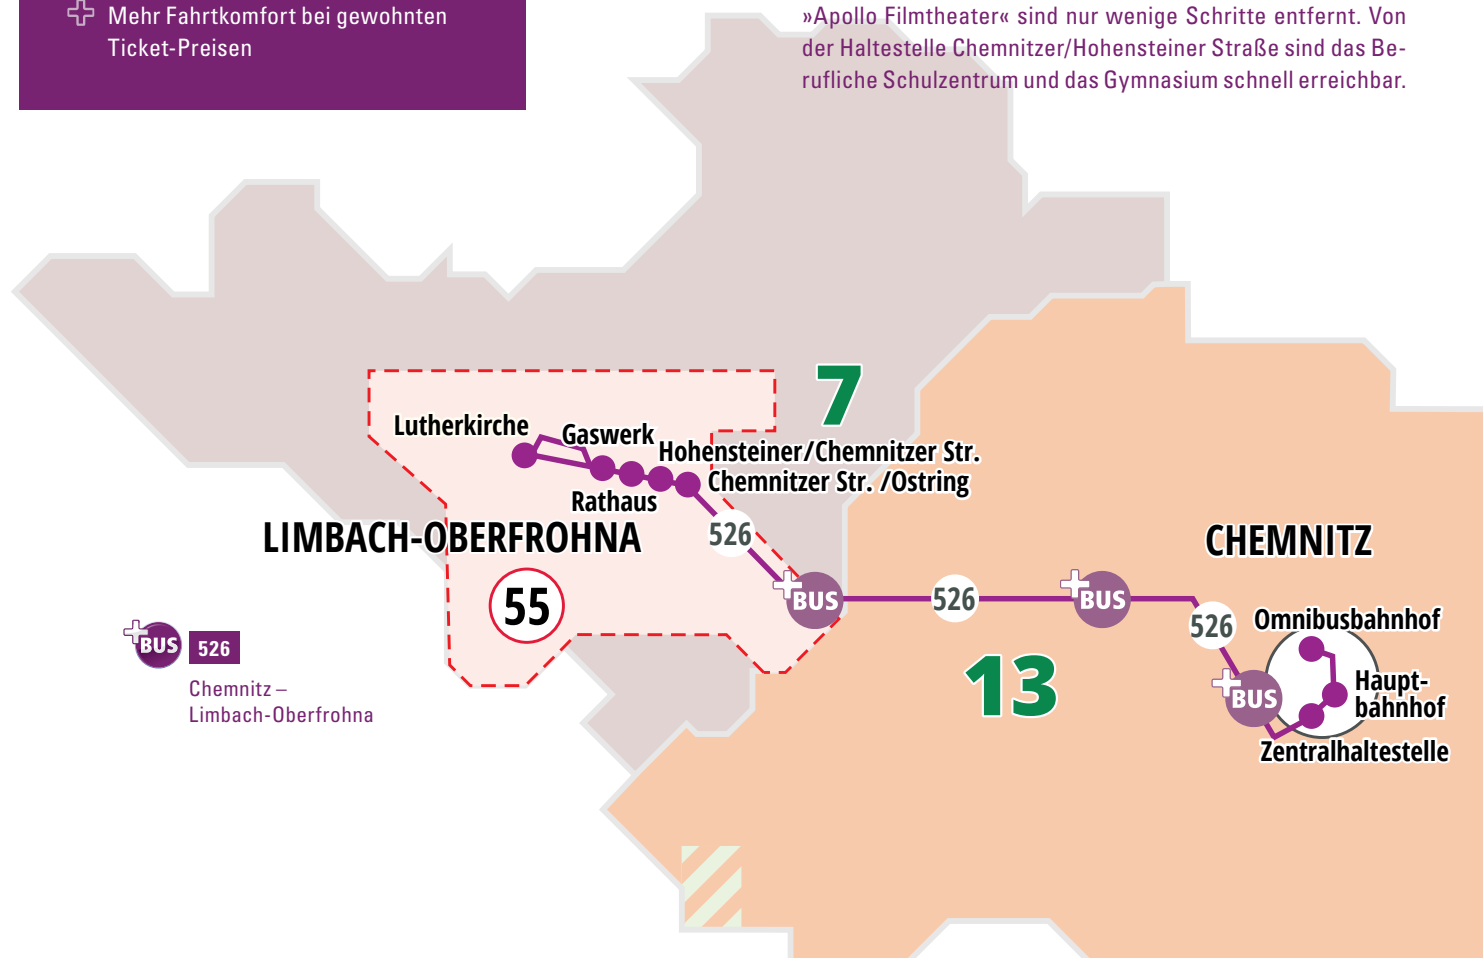 Mehr Fahrtkomfort bei gewohnten
Ticket-Preisen
»Apollo Filmtheater« sind nur wenige Schritte entfernt. Von
der Haltestelle Chemnitzer/Hohensteiner Straße sind das Be-
rufliche Schulzentrum und das Gymnasium schnell erreichbar.
7
Lutherkirche
Gaswerk
Hohensteiner/Chemnitzer Str.
Chemnitzer Str. /Ostring
Rathaus
LIMBACH-OBERFROHNA
526
CHEMNITZ
55
BUS
526
BUS
526
Omnibusbahnhof
BUS
526
Chemnitz –
Limbach-Oberfrohna
13
BUS
Haupt-
bahnhof
Zentralhaltestelle